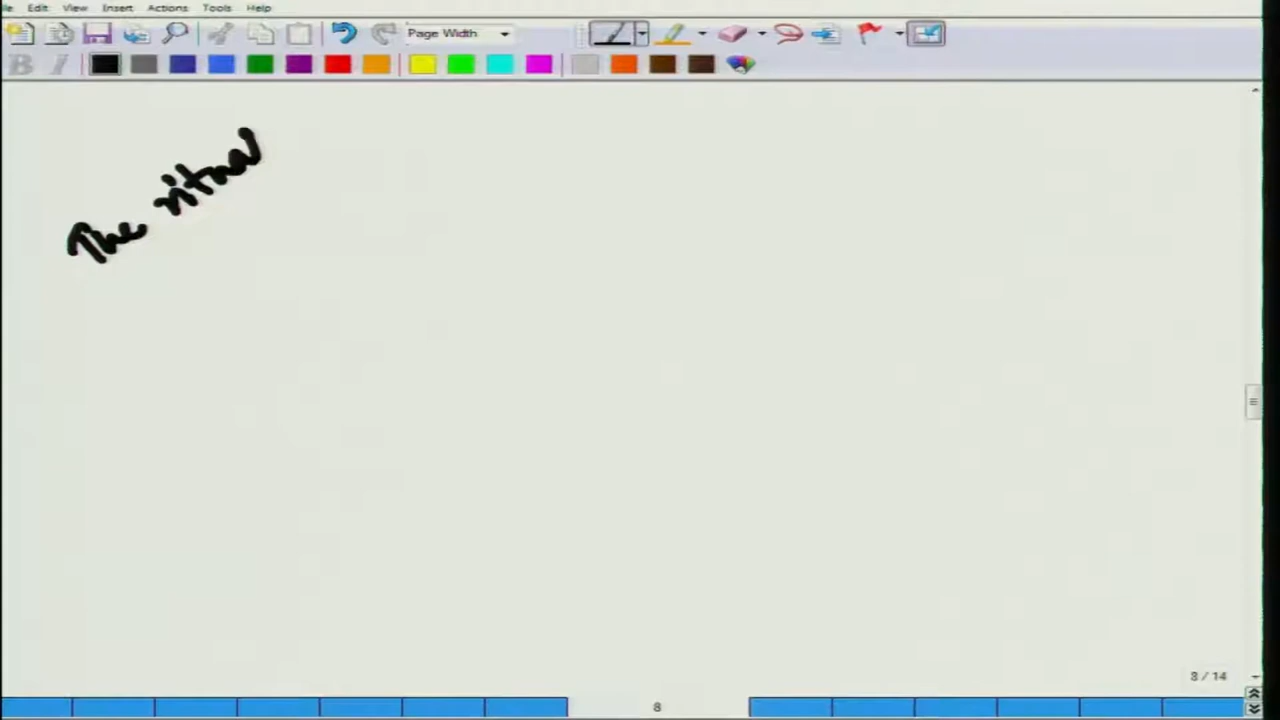 File Edit View Insert Actions Tools Help
Page Width
B I
The ritual
8 / 14
8